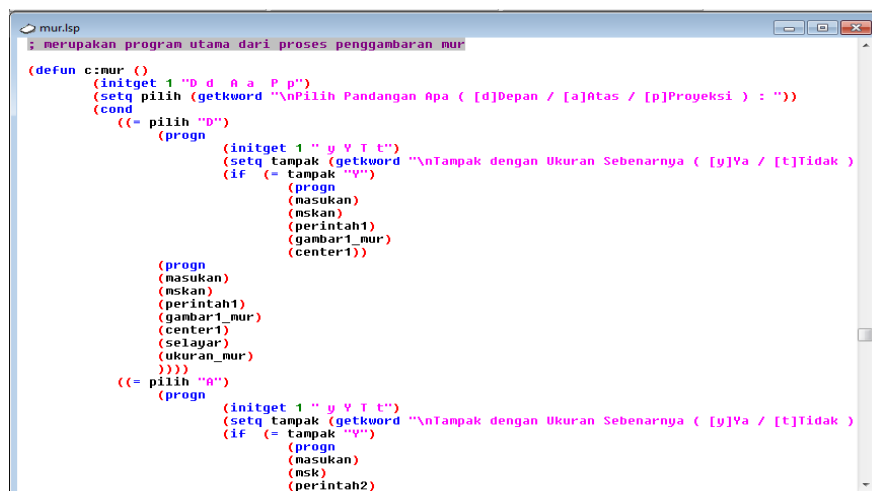 mur.lsp
; merupakan program utama dari proses penggambaran mur
(defun c:mur ()
(initget 1 "D d  A a  P p")
(setq pilih (getkword "\nPilih Pandangan Apa ( [d]Depan / [a]Atas / [p]Proyeksi ) : "))
(cond
((= pilih "D")
(progn
(initget 1 " y Y T t")
(setq tampak (getkword "\nTampak dengan Ukuran Sebenarnya ( [y]Ya / [t]Tidak )
(if  (= tampak "Y")
(progn
(masukan)
(mskan)
(perintah1)
(gambar1_mur)
(center1))
(progn
(masukan)
(mskan)
(perintah1)
(gambar1_mur)
(center1)
(selayar)
(ukuran_mur)
))))
((= pilih "A")
(progn
(initget 1 " y Y T t")
(setq tampak (getkword "\nTampak dengan Ukuran Sebenarnya ( [y]Ya / [t]Tidak )
(if  (= tampak "Y")
(progn
(masukan)
(msk)
(perintah2)